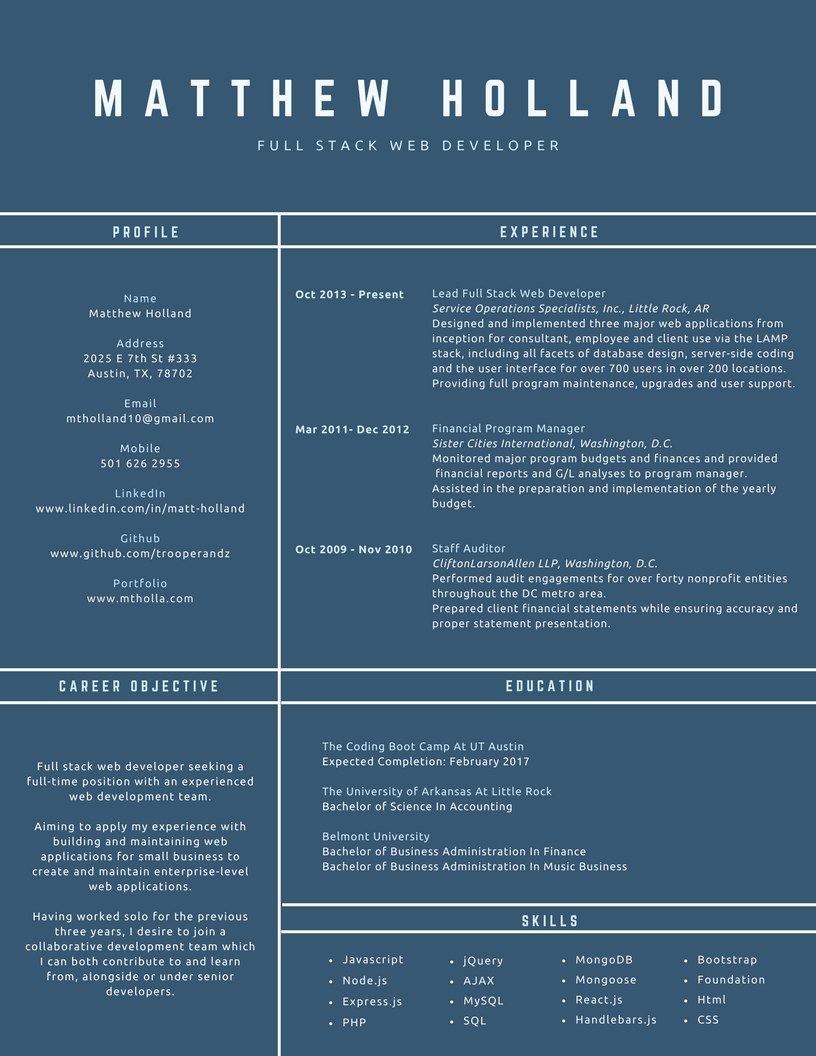 MATTHEW HOLLAND
FULL STACK WEB DEVELOPER
PROFILE
Name
Matthew Holland
Address
2025 E 7th St #333
Austin, TX, 78702
Email
mtholland10@gmail.com
Mobile
501 626 2955
LinkedIn
www.linkedin.com/in/matt-holland
Github
www.github.com/trooperandz
Portfolio
www.mtholla.com
EXPERIENCE
Oct 2013 - Present
Lead Full Stack Web Developer
Service Operations Specialists, Inc., Little Rock, AR
Designed and implemented three major web applications from
inception for consultant, employee and client use via the LAMP
stack, including all facets of database design, server-side coding
and the user interface for over 700 users in over 200 locations.
Providing full program maintenance, upgrades and user support.
Mar 2011- Dec 2012
Financial Program Manager
Sister Cities International, Washington, D.C.
Monitored major program budgets and finances and provided
financial reports and G/L analyses to program manager.
Assisted in the preparation and implementation of the yearly
budget.
Oct 2009 - Nov 2010
Staff Auditor
CliftonLarsonAllen LLP, Washington, D.C.
Performed audit engagements for over forty nonprofit entities
throughout the DC metro area.
Prepared client financial statements while ensuring accuracy and
proper statement presentation.
CAREER OBJECTIVE
Full stack web developer seeking a
full-time position with an experienced
web development team.
Aiming to apply my experience with
building and maintaining web
applications for small business to
create and maintain enterprise-level
web applications.
Having worked solo for the previous
three years, I desire to join a
collaborative development team which
I can both contribute to and learn
from, alongside or under senior
developers.
EDUCATION
The Coding Boot Camp At UT Austin
Expected Completion: February 2017
The University of Arkansas At Little Rock
Bachelor of Science In Accounting
Belmont University
Bachelor of Business Administration In Finance
Bachelor of Business Administration In Music Business
SKILLS
• Javascript
• Node.js
• Express.js
• PHP
• jQuery
• AJAX
• MySQL
• SQL
• MongoDB
• Mongoose
• React.js
• Handlebars.js
• Bootstrap
• Foundation
• Html
• CSS